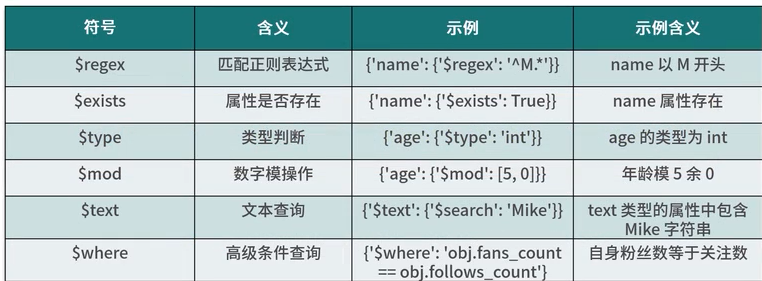 符号 含义 示例 示例含义
$regex 匹配正则表达式 {'name': {'$regex': '^M.*'}} name 以 M 开头
$exists 属性是否存在 {'name': {'$exists': True}} name 属性存在
$type 类型判断 {'age': {'$type': 'int'}} age 的类型为 int
$mod 数字模操作 {'age': {'$mod': [5, 0]}} 年龄模 5 余 0
$text 文本查询 {'$text': {'$search': 'Mike'}} text 类型的属性中包含
Mike 字符串
$where 高级条件查询 {'$where': 'obj.fans_count 自身粉丝数等于关注数
== obj.follows_count'}